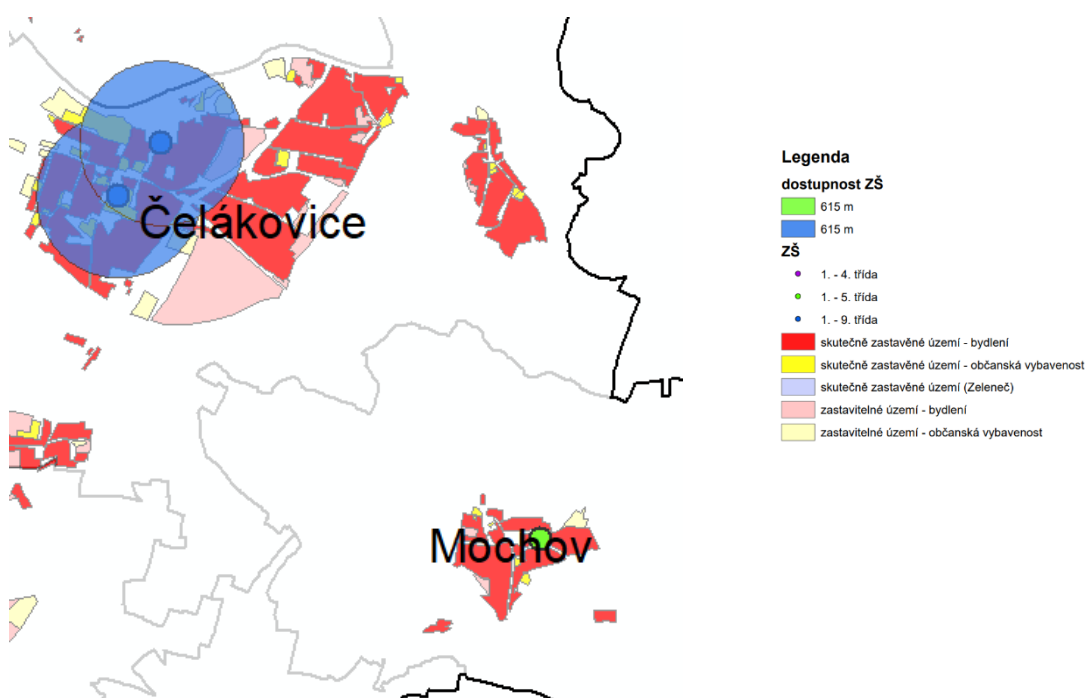 Čelákovice
Mochov
Legenda
dostupnost ZŠ
615 m
615 m
ZŠ
1. - 4. třída
1. - 5. třída
1. - 9. třída
skutečně zastavěné území - bydlení
skutečně zastavěné území - občanská vybavenost
skutečně zastavěné území (Zeleneč)
zastavitelné území - bydlení
zastavitelné území - občanská vybavenost